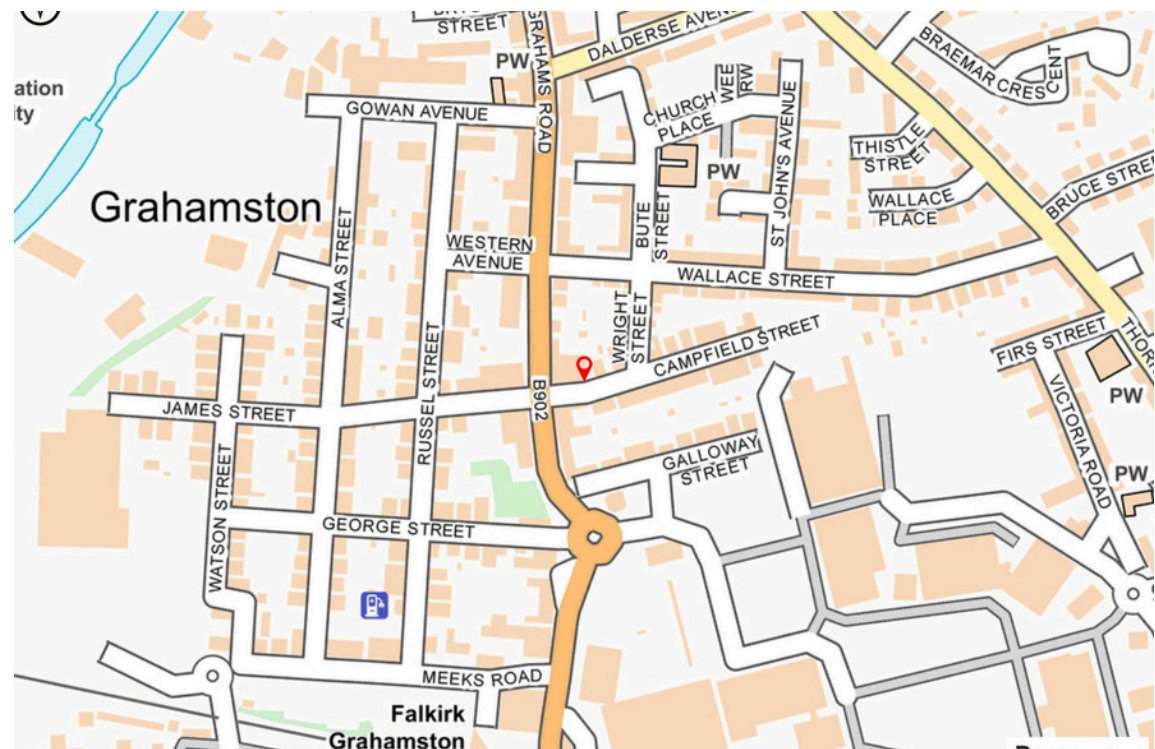 BRYC
STREET
GRAHAMS ROAD
PW
DALDERSE AVENU
BRAEMAR CRESCENT
ation
ity
GOWAN AVENUE
CHURCH
PLACE
WEE
RW
THISTLE
STREET
PW
ST JOHN'S AVENUE
WALLACE
PLACE
BRUCE STREE
Grahamston
ALMA STREET
WESTERN
AVENUE
BUTE
STREET
WALLACE STREET
WRIGHT
STREET
CAMPFIELD STREET
FIRS STREET
THOR
RUSSEL STREET
B902
JAMES STREET
PW
VICTORIA ROAD
GALLOWAY
STREET
PW
WATSON STREET
GEORGE STREET
MEEKS ROAD
Falkirk
Grahamston